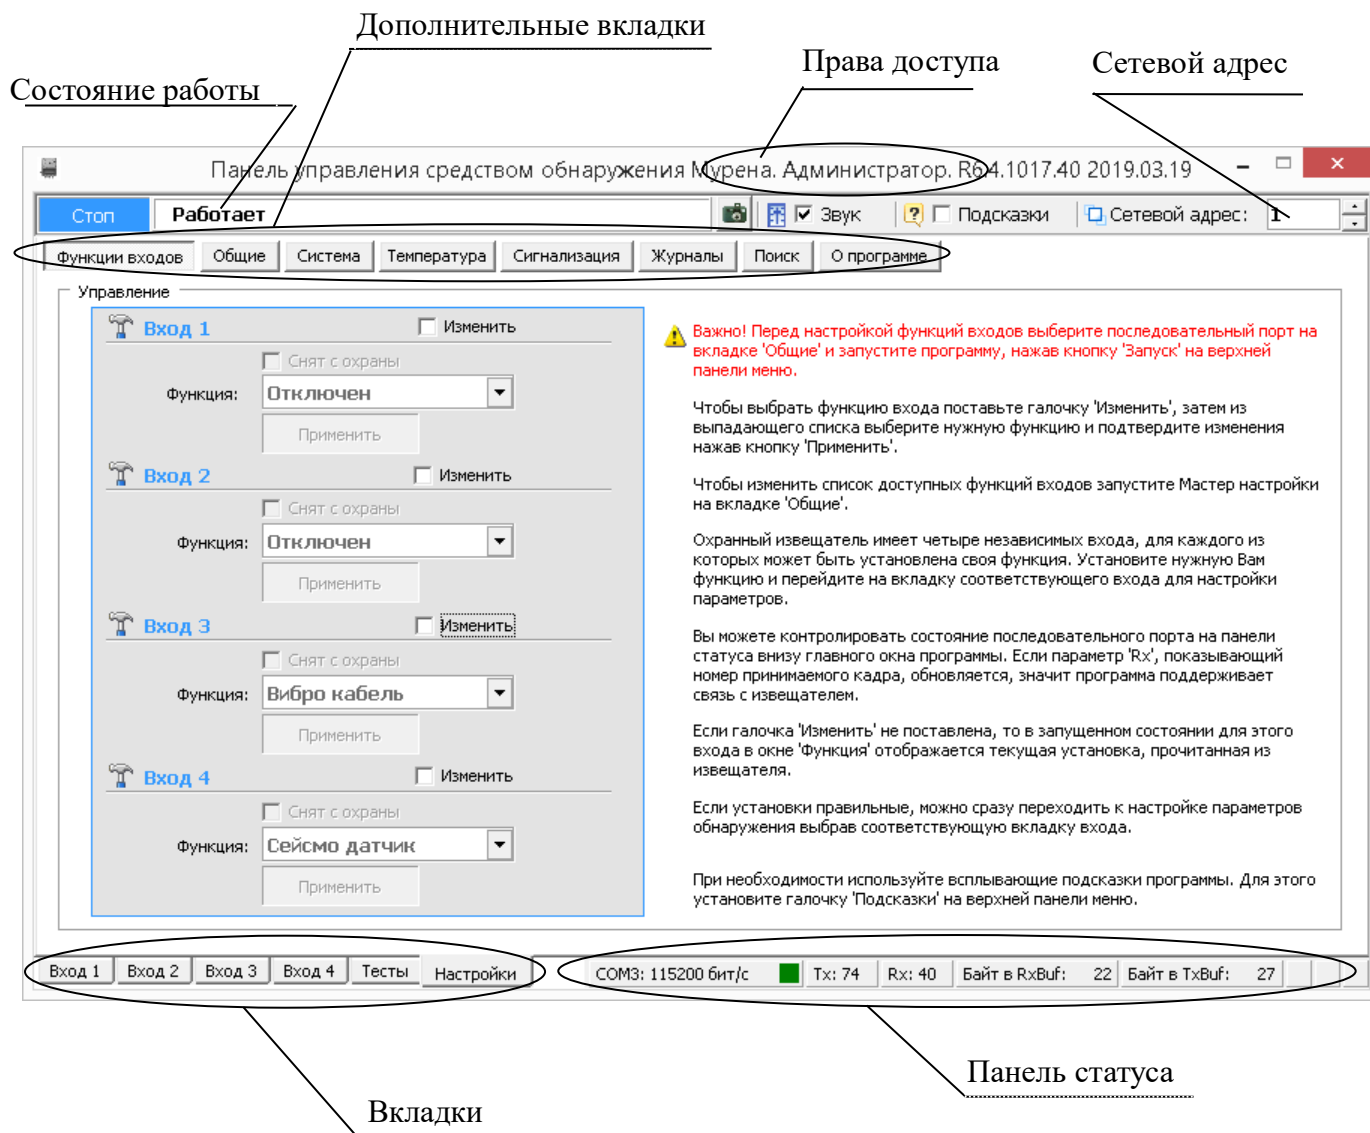 Дополнительные вкладки
Права доступа
Сетевой адрес
Состояние работы
Панель управления средством обнаружения Мурена. Администратор. R6.4.1017.40 2019.03.19
Стоп
Работает
Звук
Подсказки
Сетевой адрес:
1
Функции входов
Общие
Система
Температура
Сигнализация
Журналы
Поиск
О программе
Управление
Вход 1
Изменить
Снят с охраны
Функция:
Отключен
Применить
Вход 2
Изменить
Снят с охраны
Функция:
Отключен
Применить
Вход 3
Изменить
Снят с охраны
Функция:
Вибро кабель
Применить
Вход 4
Изменить
Снят с охраны
Функция:
Сейсмо датчик
Применить
Важно! Перед настройкой функций входов выберите последовательный порт на
вкладке 'Общие' и запустите программу, нажав кнопку 'Запуск' на верхней
панели меню.
Чтобы выбрать функцию входа поставьте галочку 'Изменить', затем из
выпадающего списка выберите нужную функцию и подтвердите изменения
нажав кнопку 'Применить'.
Чтобы изменить список доступных функций входов запустите Мастер настройки
на вкладке 'Общие'.
Охранный извещатель имеет четыре независимых входа, для каждого из
которых может быть установлена своя функция. Установите нужную Вам
функцию и перейдите на вкладку соответствующего входа для настройки
параметров.
Вы можете контролировать состояние последовательного порта на панели
статуса внизу главного окна программы. Если параметр 'Rx', показывающий
номер принимаемого кадра, обновляется, значит программа поддерживает
связь с извещателем.
Если галочка 'Изменить' не поставлена, то в запущенном состоянии для этого
входа в окне 'Функция' отображается текущая установка, прочитанная из
извещателя.
Если установки правильные, можно сразу переходить к настройке параметров
обнаружения выбрав соответствующую вкладку входа.
При необходимости используйте всплывающие подсказки программы. Для этого
установите галочку 'Подсказки' на верхней панели меню.
Вход 1
Вход 2
Вход 3
Вход 4
Тесты
Настройки
COM3: 115200 бит/с
Tx: 74
Rx: 40
Байт в RxBuf: 22
Байт в TxBuf: 27
Панель статуса
Вкладки